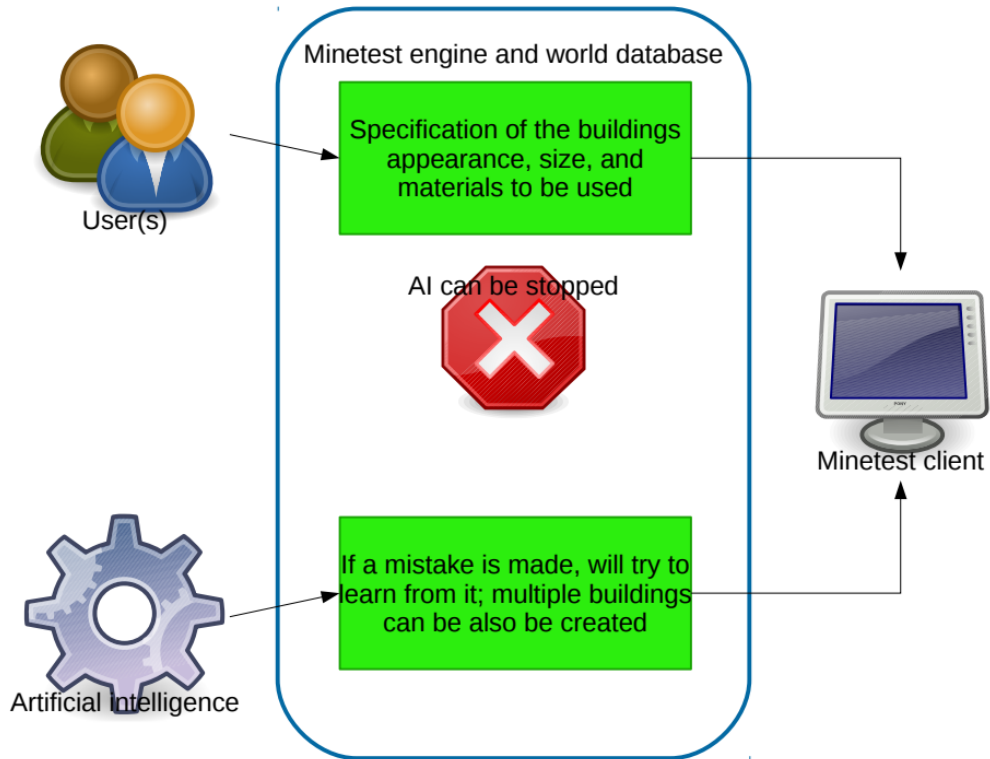 Minetest engine and world database
Specification of the buildings
appearance, size, and
materials to be used
User(s)
AI can be stopped
Minetest client
If a mistake is made, will try to
learn from it; multiple buildings
can be also be created
Artificial intelligence